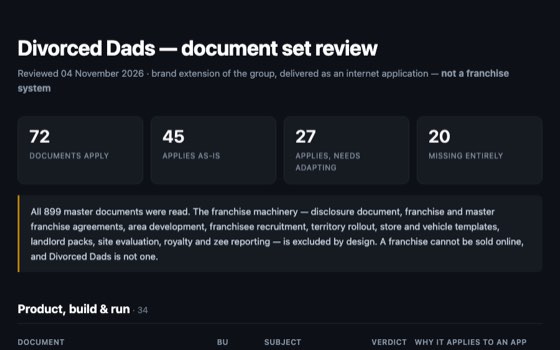 Divorced Dads — document set review
Reviewed 04 November 2026 · brand extension of the group, delivered as an internet application — not a franchise
system
72
DOCUMENTS APPLY
45
APPLIES AS-IS
27
APPLIES, NEEDS
ADAPTING
20
MISSING ENTIRELY
All 899 master documents were read. The franchise machinery — disclosure document, franchise and master
franchise agreements, area development, franchisee recruitment, territory rollout, store and vehicle templates,
landlord packs, site evaluation, royalty and zee reporting — is excluded by design. A franchise cannot be sold online,
and Divorced Dads is not one.
Product, build & run · 34
DOCUMENT BU SUBJECT VERDICT WHY IT APPLIES TO AN APP